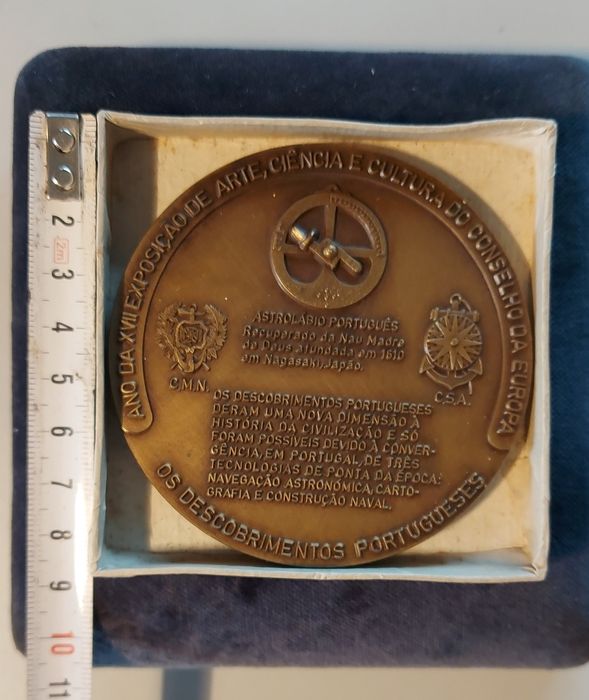 ANO DA XVII EXPOSIÇÃO DE ARTE, CIÊNCIA E CULTURA DO CONSELHO DA EUROPA
ASTROLÁBIO PORTUGUÊS
Recuperado da Nau Madre
de Deus afundada em 1610
em Nagasaki, Japão.
C.M.N.
C.S.A.
OS DESCOBRIMENTOS PORTUGUESES
DERAM UMA NOVA DIMENSÃO À
HISTÓRIA DA CIVILIZAÇÃO E SÓ
FORAM POSSÍVEIS DEVIDO À CONVER-
GÊNCIA, EM PORTUGAL, DE TRÊS
TECNOLOGIAS DE PONTA DA ÉPOCA:
NAVEGAÇÃO ASTRONÓMICA, CARTO-
GRAFIA E CONSTRUÇÃO NAVAL.
OS DESCOBRIMENTOS PORTUGUESES
2
2m
3
4
5
6
7
8
9
10
11